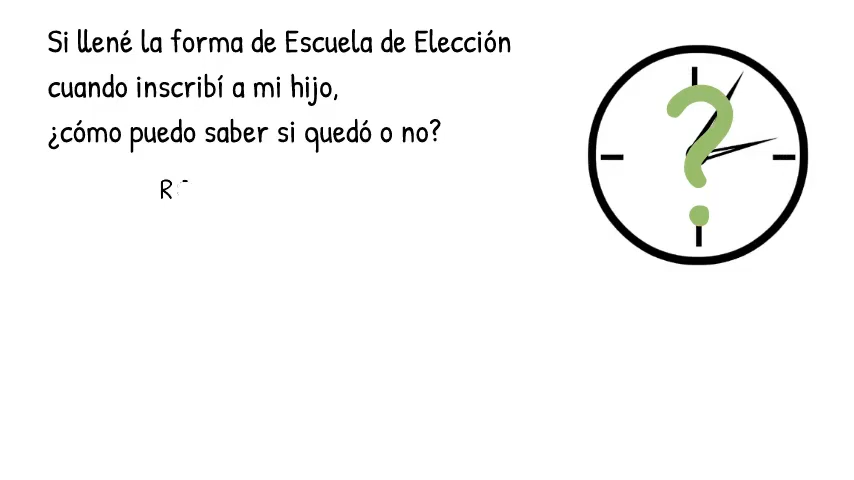 Si llené la forma de Escuela de Elección
cuando inscribí a mi hijo,
¿cómo puedo saber si quedó o no?
R